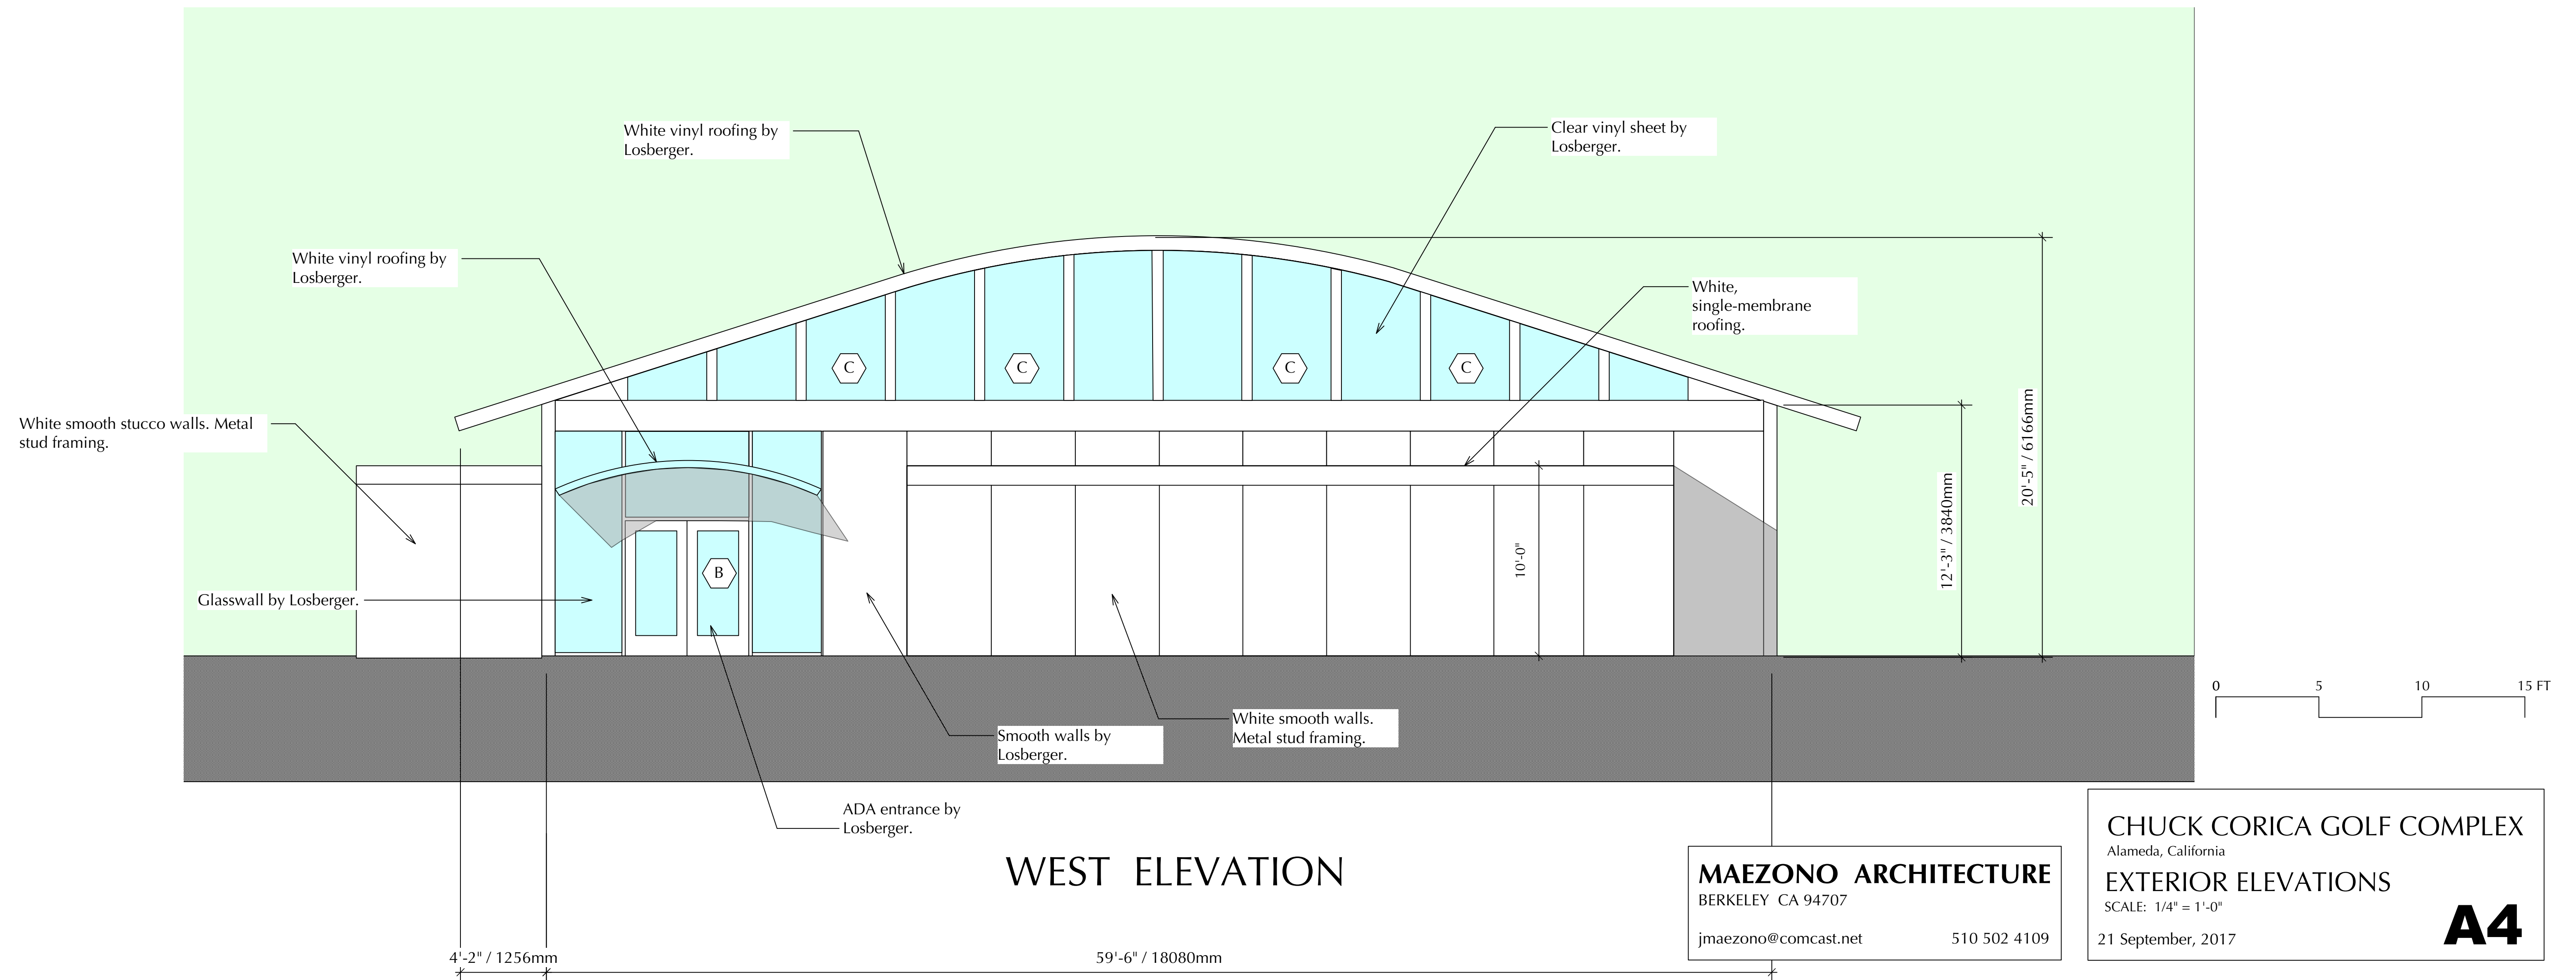 White vinyl roofing by
Losberger.
Clear vinyl sheet by
Losberger.
White vinyl roofing by
Losberger.
White,
single-membrane
roofing.
C
C
C
C
White smooth stucco walls. Metal
stud framing.
20'-5" / 6166mm
12'-3" / 3840mm
10'-0"
B
Glasswall by Losberger.
0
5
10
15 FT
White smooth walls.
Metal stud framing.
Smooth walls by
Losberger.
ADA entrance by
Losberger.
WEST ELEVATION
4'-2" / 1256mm
59'-6" / 18080mm
MAEZONO ARCHITECTURE
BERKELEY CA 94707
jmaezono@comcast.net
510 502 4109
CHUCK CORICA GOLF COMPLEX
Alameda, California
EXTERIOR ELEVATIONS
SCALE: 1/4" = 1'-0"
21 September, 2017
A4